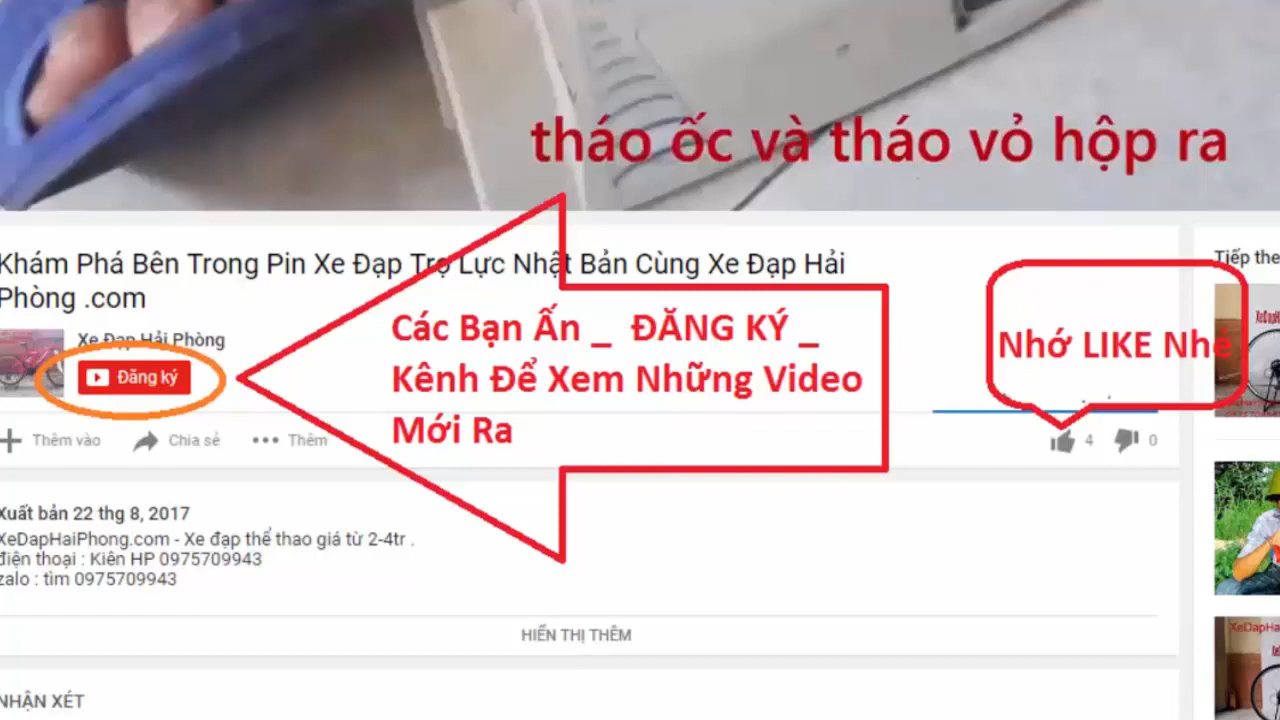 tháo ốc và tháo vỏ hộp ra
Khám Phá Bên Trong Pin Xe Đạp Trợ Lực Nhật Bản Cùng Xe Đạp Hải
Phòng .com
Tiếp the
Xe Đạp Hải Phòng
Đăng ký
Các Bạn Ấn _ ĐĂNG KÝ _
Kênh Để Xem Những Video
Mới Ra
Nhớ LIKE Nhé
Thêm vào
Chia sẻ
Thêm
4
0
Xuất bản 22 thg 8, 2017
XeDapHaiPhong.com - Xe đạp thể thao giá từ 2-4tr .
điện thoại : Kiên HP 0975709943
zalo : tìm 0975709943
HIỂN THỊ THÊM
NHẬN XÉT
XeDapHa